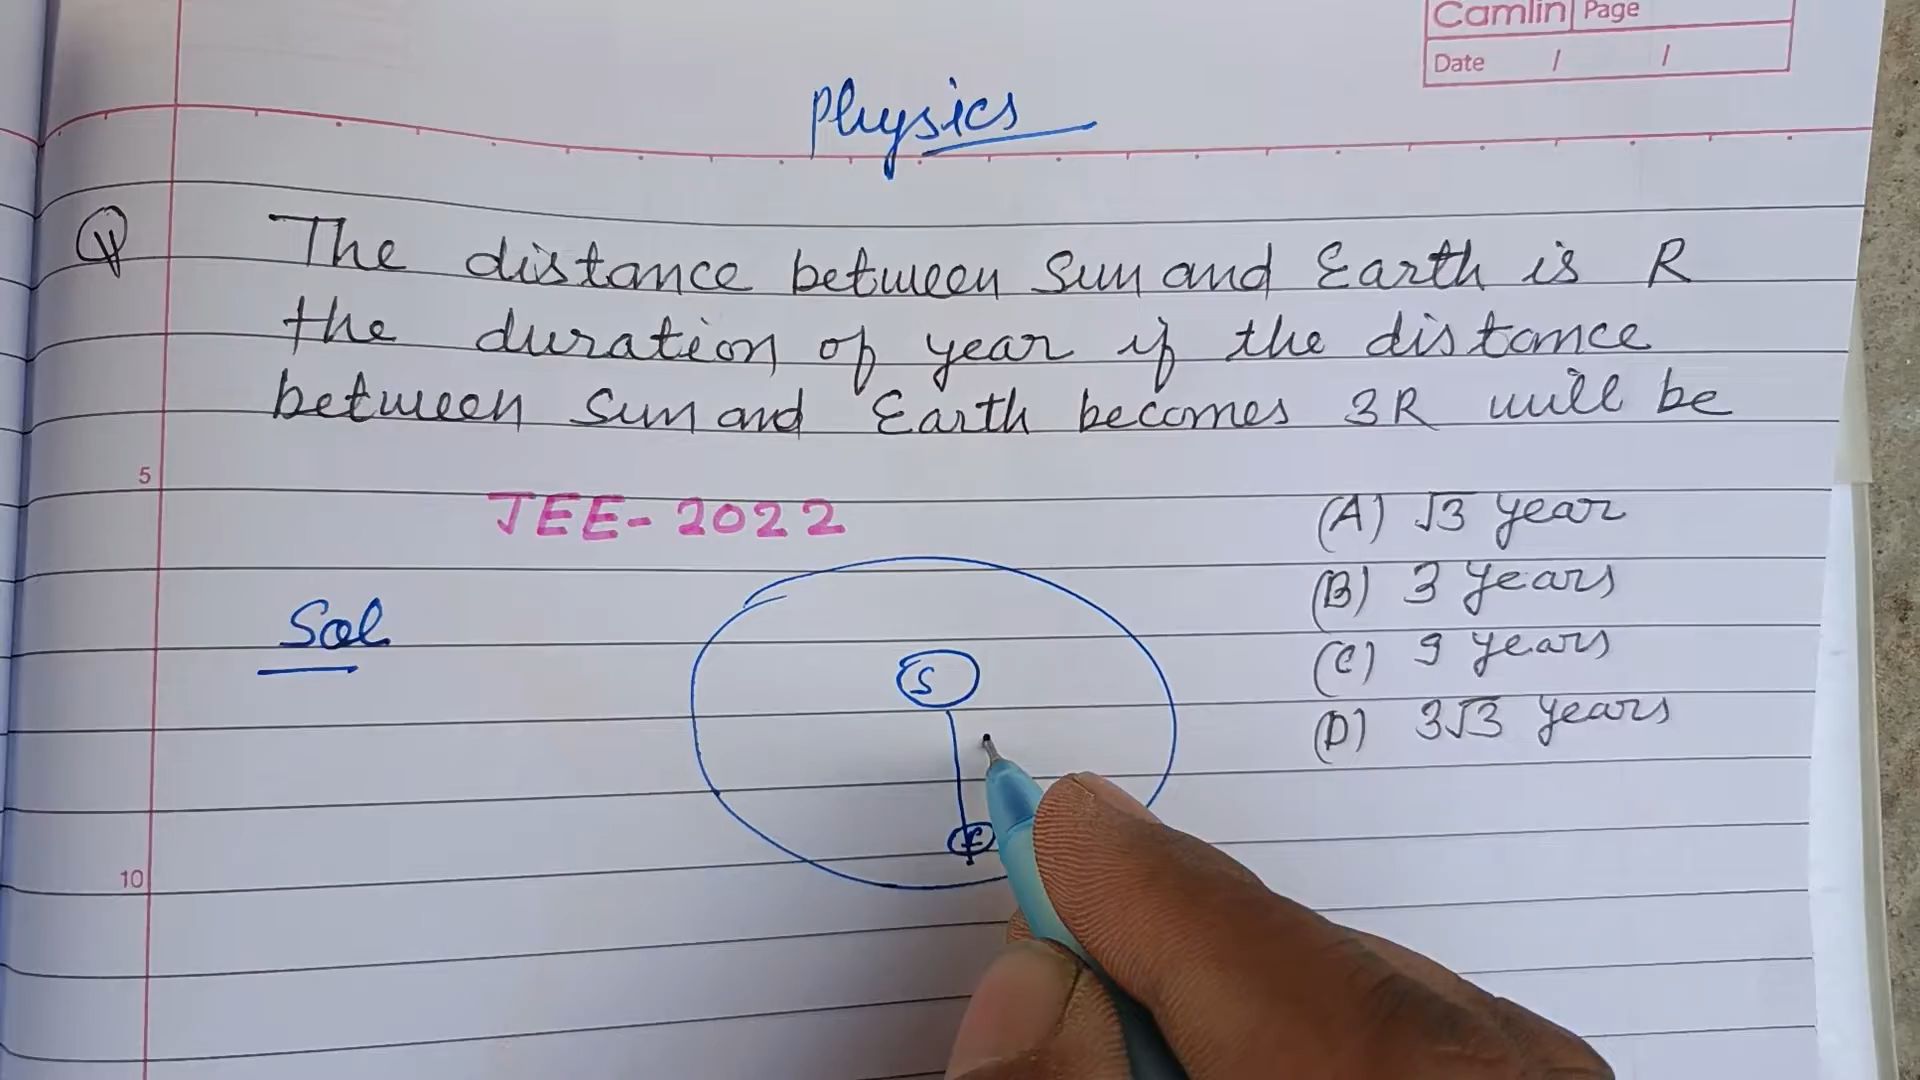 Camlin Page
Date / /
Physics
Q The distance between Sun and Earth is R
the duration of year if the distance
between Sun and Earth becomes 3R will be
5
JEE-2022
(A) √3 year
(B) 3 years
(C) 9 years
(D) 3√3 years
Sol
S
E
10